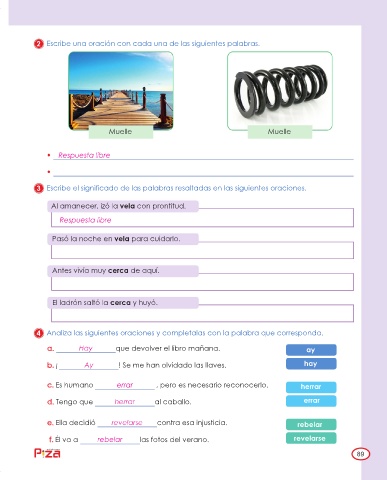 2 Escribe una oración con cada una de las siguientes palabras.
Muelle Muelle
• Respuesta libre
•
3 Escribe el significado de las palabras resaltadas en las siguientes oraciones.
Al amanecer, izó la vela con prontitud.
Respuesta libre
Pasó la noche en vela para cuidarlo.
Antes vivía muy cerca de aquí.
El ladrón saltó la cerca y huyó.
4 Analiza las siguientes oraciones y complétalas con la palabra que corresponda.
a. Hay que devolver el libro mañana. ay
b. ¡ Ay ! Se me han olvidado las llaves. hay
c. Es humano errar , pero es necesario reconocerlo. herrar
d. Tengo que herrar al caballo. errar
e. Ella decidió revelarse contra esa injusticia. rebelar
f. Él va a rebelar las fotos del verano. revelarse
89